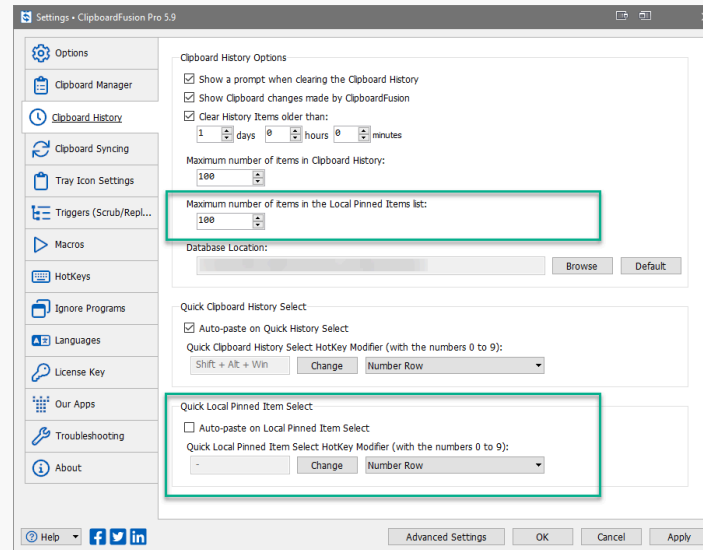 Settings • ClipboardFusion Pro 5.9
Options
Clipboard Manager
Clipboard History
Clipboard Syncing
Tray Icon Settings
Triggers (Scrub/Repl...
Macros
HotKeys
Ignore Programs
Languages
License Key
Our Apps
Troubleshooting
About
Clipboard History Options
Show a prompt when clearing the Clipboard History
Show Clipboard changes made by ClipboardFusion
Clear History Items older than:
1 days 0 hours 0 minutes
Maximum number of items in Clipboard History:
100
Maximum number of items in the Local Pinned Items list:
100
Database Location:
Browse Default
Quick Clipboard History Select
Auto-paste on Quick History Select
Quick Clipboard History Select HotKey Modifier (with the numbers 0 to 9):
Shift + Alt + Win Change Number Row
Quick Local Pinned Item Select
Auto-paste on Local Pinned Item Select
Quick Local Pinned Item Select HotKey Modifier (with the numbers 0 to 9):
- Change Number Row
Help Advanced Settings OK Cancel Apply